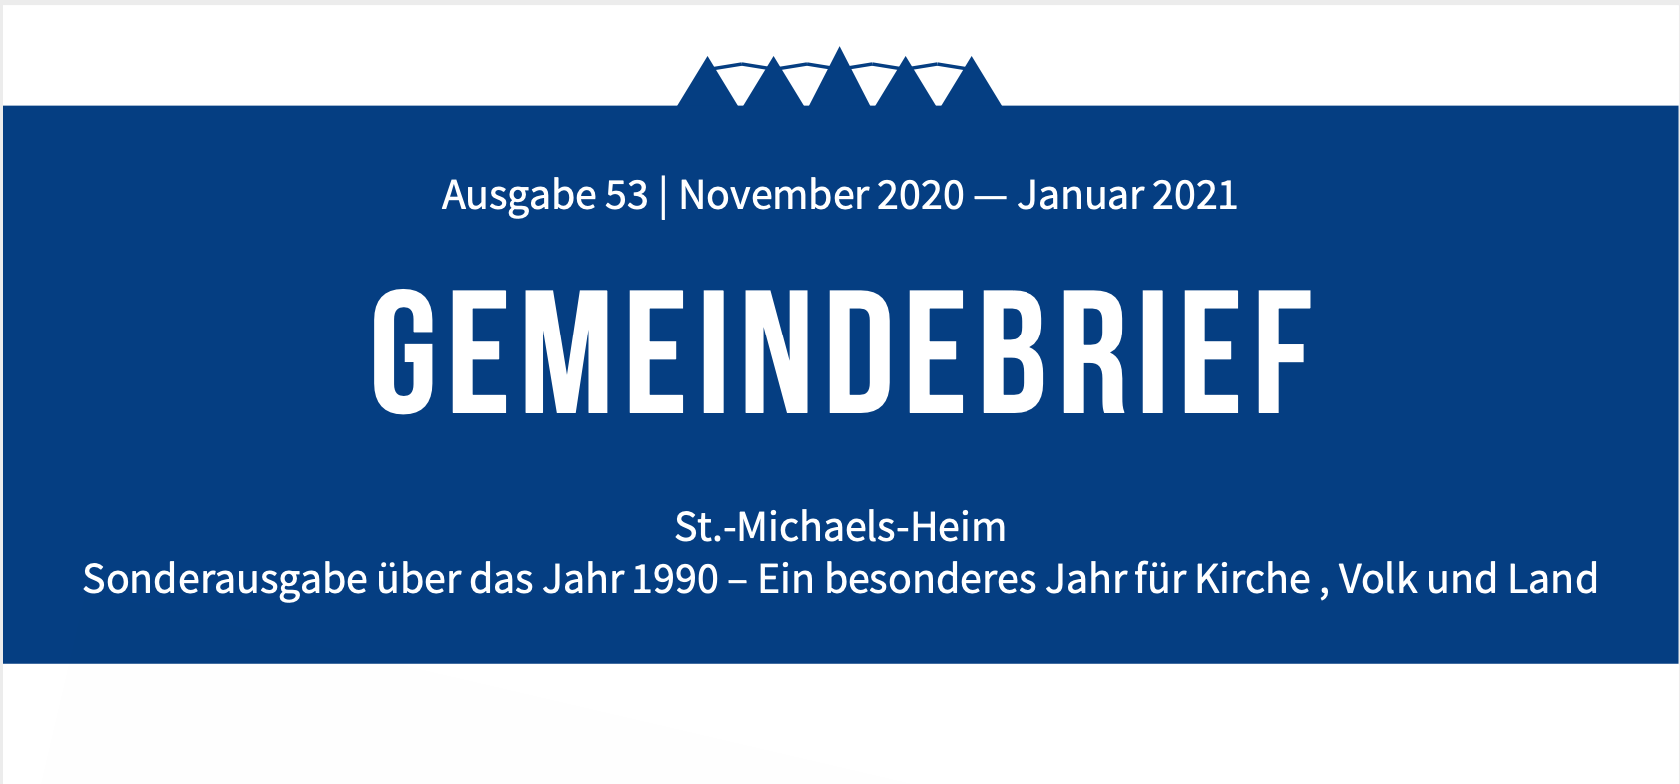 Ausgabe 53 | November 2020 — Januar 2021
GEMEINDEBRIEF
St.-Michaels-Heim
Sonderausgabe über das Jahr 1990 – Ein besonderes Jahr für Kirche , Volk und Land